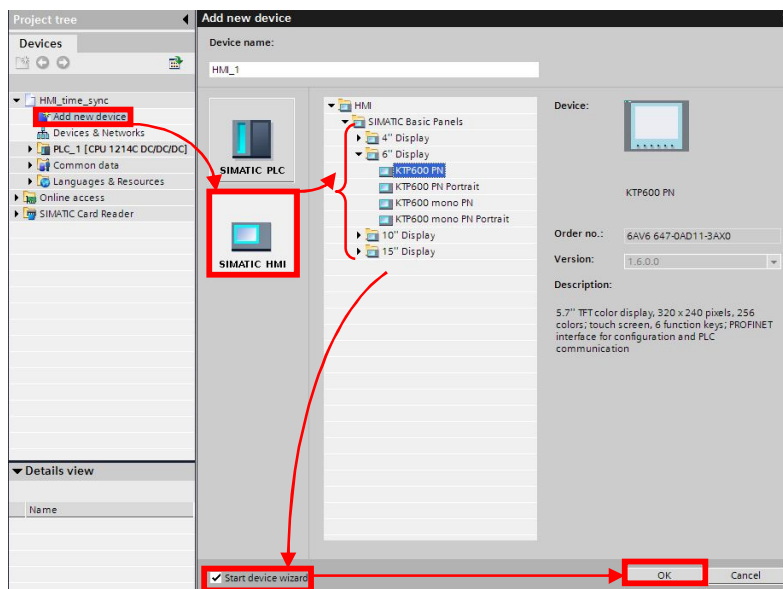 Project tree
Devices
HMI_time_sync
Add new device
Devices & Networks
PLC_1 [CPU 1214C DC/DC/DC]
Common data
Languages & Resources
Online access
SIMATIC Card Reader
Details view
Name
Add new device
Device name:
HMI_1
SIMATIC PLC
SIMATIC HMI
HMI
SIMATIC Basic Panels
4" Display
6" Display
KTP600 PN
KTP600 PN Portrait
KTP600 mono PN
KTP600 mono PN Portrait
10" Display
15" Display
Device:
KTP600 PN
Order no.: 6AV6 647-0AD11-3AX0
Version: 1.6.0.0
Description:
5.7'' TFT color display, 320 x 240 pixels, 256
colors; touch screen, 6 function keys; PROFINET
interface for configuration and PLC
communication
Start device wizard
OK Cancel